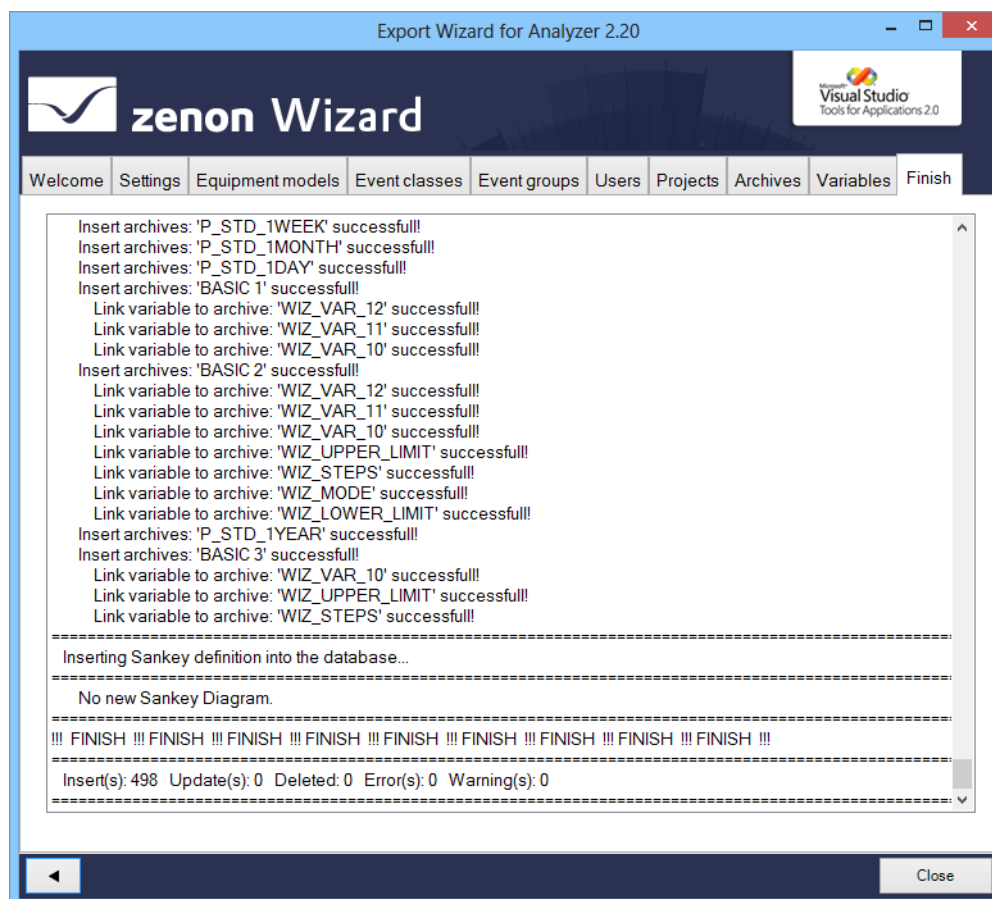 Export Wizard for Analyzer 2.20
zenon Wizard
Microsoft
Visual Studio
Tools for Applications 2.0
Welcome Settings Equipment models Event classes Event groups Users Projects Archives Variables Finish
Insert archives: 'P_STD_1WEEK' successfull!
Insert archives: 'P_STD_1MONTH' successfull!
Insert archives: 'P_STD_1DAY' successfull!
Insert archives: 'BASIC 1' successfull!
Link variable to archive: 'WIZ_VAR_12' successfull!
Link variable to archive: 'WIZ_VAR_11' successfull!
Link variable to archive: 'WIZ_VAR_10' successfull!
Insert archives: 'BASIC 2' successfull!
Link variable to archive: 'WIZ_VAR_12' successfull!
Link variable to archive: 'WIZ_VAR_11' successfull!
Link variable to archive: 'WIZ_VAR_10' successfull!
Link variable to archive: 'WIZ_UPPER_LIMIT' successfull!
Link variable to archive: 'WIZ_STEPS' successfull!
Link variable to archive: 'WIZ_MODE' successfull!
Link variable to archive: 'WIZ_LOWER_LIMIT' successfull!
Insert archives: 'P_STD_1YEAR' successfull!
Insert archives: 'BASIC 3' successfull!
Link variable to archive: 'WIZ_VAR_10' successfull!
Link variable to archive: 'WIZ_UPPER_LIMIT' successfull!
Link variable to archive: 'WIZ_STEPS' successfull!
Inserting Sankey definition into the database...
No new Sankey Diagram.
!!! FINISH !!! FINISH !!! FINISH !!! FINISH !!! FINISH !!! FINISH !!! FINISH !!! FINISH !!! FINISH !!!
Insert(s): 498 Update(s): 0 Deleted: 0 Error(s): 0 Warning(s): 0
Close